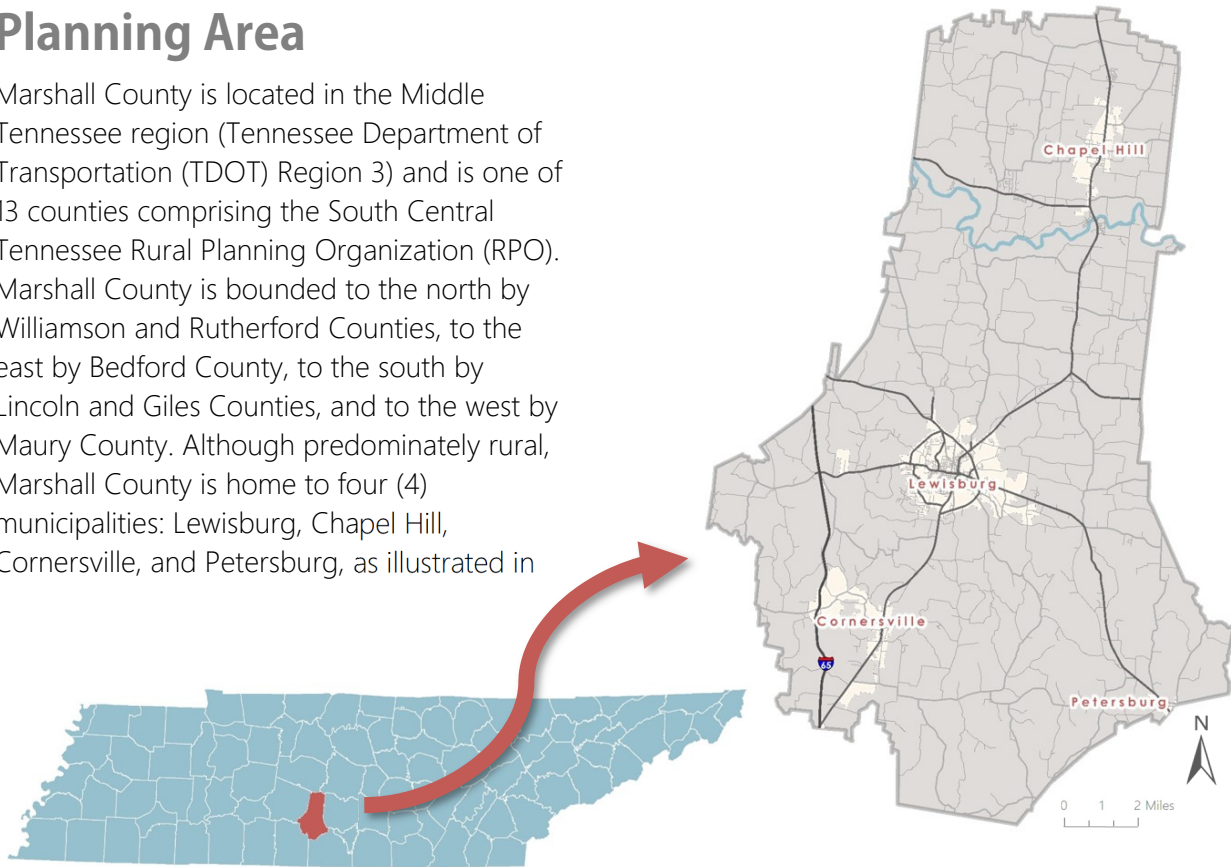 Planning Area
Marshall County is located in the Middle
Tennessee region (Tennessee Department of
Transportation (TDOT) Region 3) and is one of
13 counties comprising the South Central
Tennessee Rural Planning Organization (RPO).
Marshall County is bounded to the north by
Williamson and Rutherford Counties, to the
east by Bedford County, to the south by
Lincoln and Giles Counties, and to the west by
Maury County. Although predominately rural,
Marshall County is home to four (4)
municipalities: Lewisburg, Chapel Hill,
Cornersville, and Petersburg, as illustrated in
Chapel Hill
Lewisburg
Cornersville
65
Petersburg
N
0 1 2 Miles